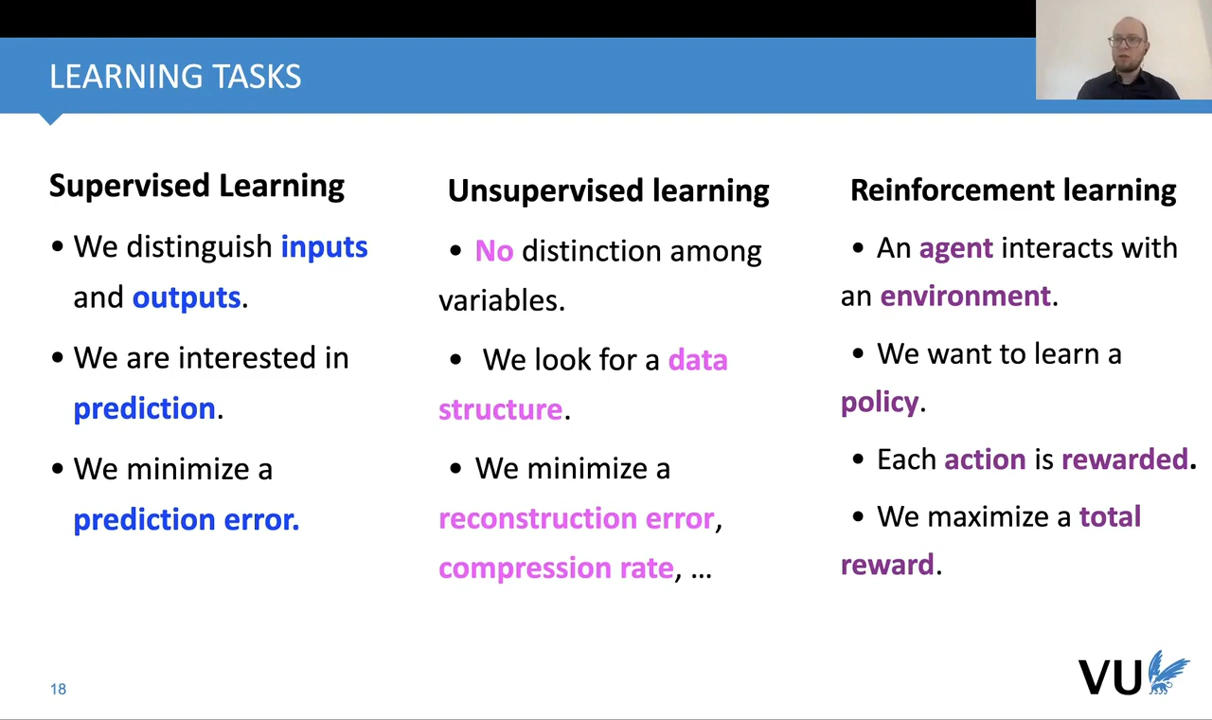 LEARNING TASKS
Supervised Learning
• We distinguish inputs
and outputs.
• We are interested in
prediction.
• We minimize a
prediction error.
Unsupervised learning
• No distinction among
variables.
• We look for a data
structure.
• We minimize a
reconstruction error,
compression rate, ...
Reinforcement learning
• An agent interacts with
an environment.
• We want to learn a
policy.
• Each action is rewarded.
• We maximize a total
reward.
18
VU